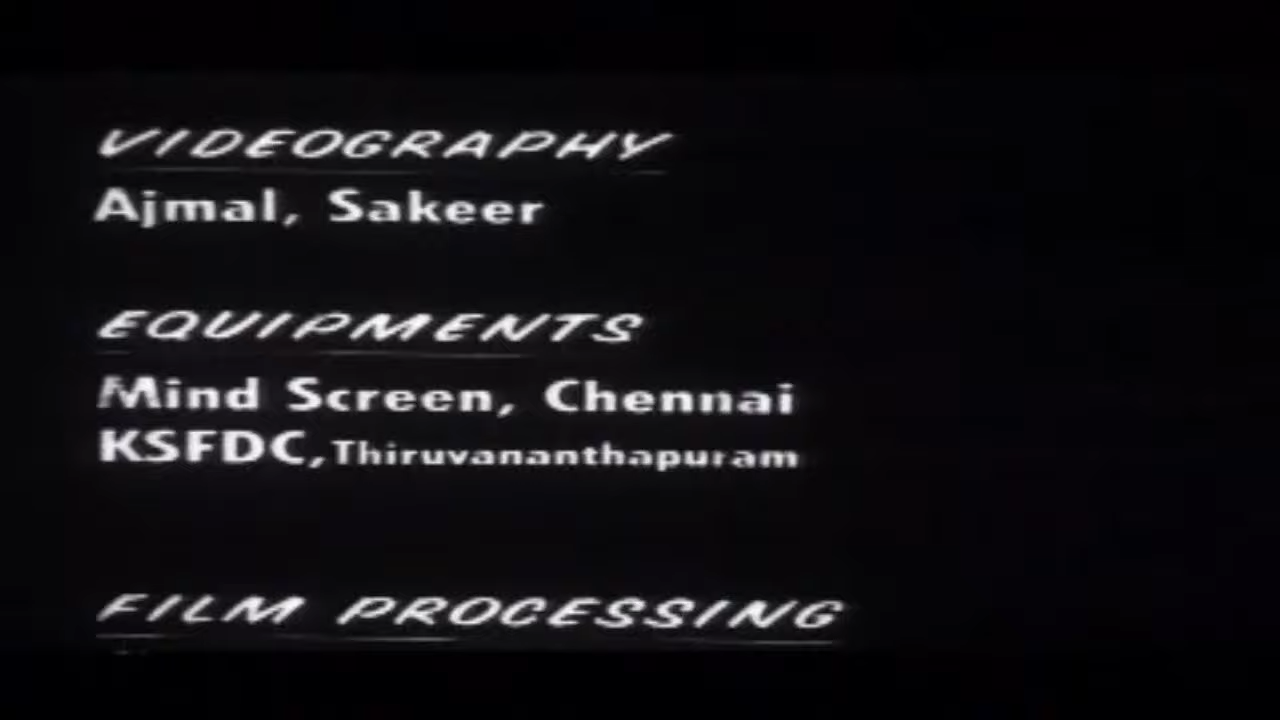 VIDEOGRAPHY
Ajmal, Sakeer
EQUIPMENTS
Mind Screen, Chennai
KSFDC, Thiruvananthapuram
FILM PROCESSING